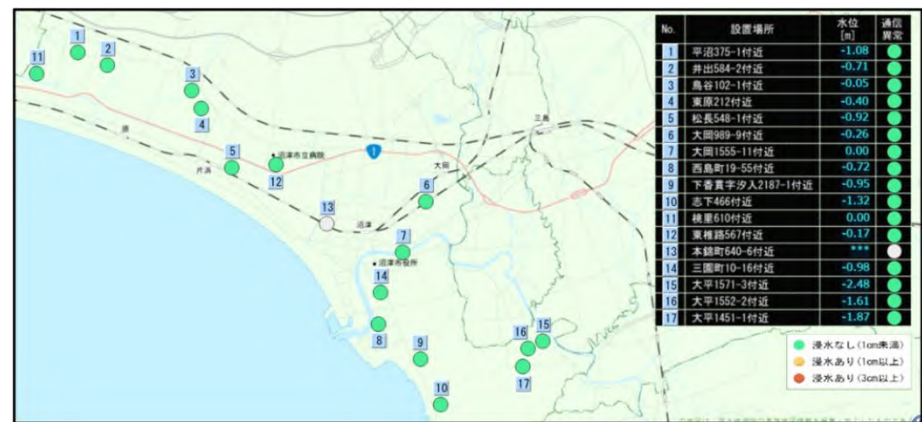 No. 設置場所 水位[m] 通信異常
1 平沼375-1付近 -1.08
2 井出584-2付近 -0.71
3 鳥谷102-1付近 -0.05
4 東原212付近 -0.40
5 松長548-1付近 -0.92
6 大岡989-9付近 -0.26
7 大岡1555-11付近 0.00
8 西島町19-55付近 -0.72
9 下香貫字汐入2187-1付近 -0.95
10 志下466付近 -1.32
11 桃里610付近 0.00
12 東椎路567付近 -0.17
13 本錦町640-6付近 ***
14 三園町10-16付近 -0.98
15 大平1571-3付近 -2.48
16 大平1552-2付近 -1.61
17 大平1451-1付近 -1.87
浸水なし(1cm未満)
浸水あり(1cm以上)
浸水あり(3cm以上)
1
2
11
3
4
三島
原
5
沼津市立病院
1
大岡
片浜
12
6
13
沼津
7
沼津市役所
14
8
9
16
15
17
10